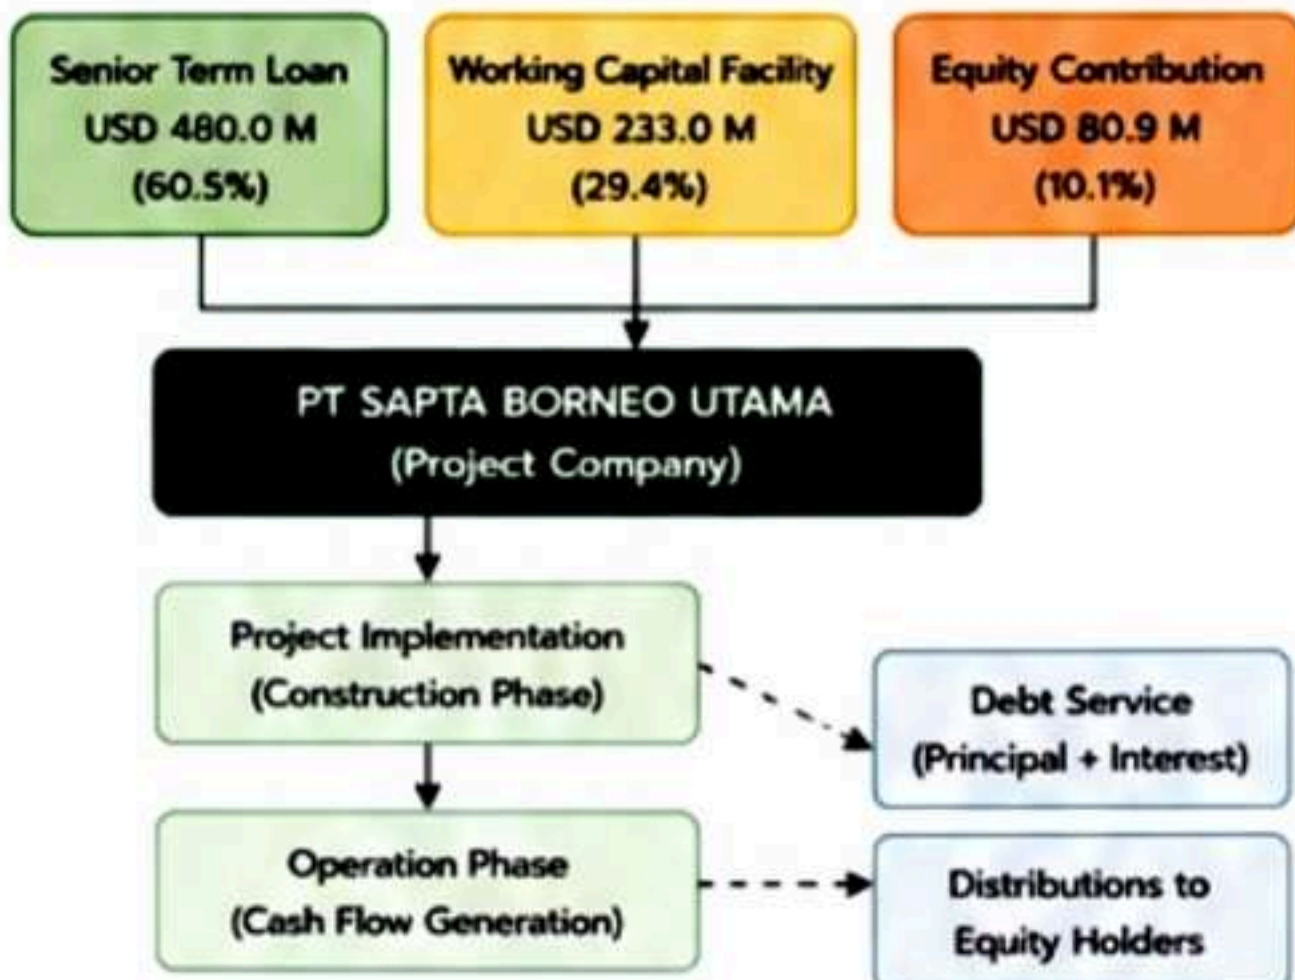 Senior Term Loan
USD 480.0 M
(60.5%)
Working Capital Facility
USD 233.0 M
(29.4%)
Equity Contribution
USD 80.9 M
(10.1%)
PT SAPTA BORNEO UTAMA
(Project Company)
Project Implementation
(Construction Phase)
Debt Service
(Principal + Interest)
Operation Phase
(Cash Flow Generation)
Distributions to
Equity Holders